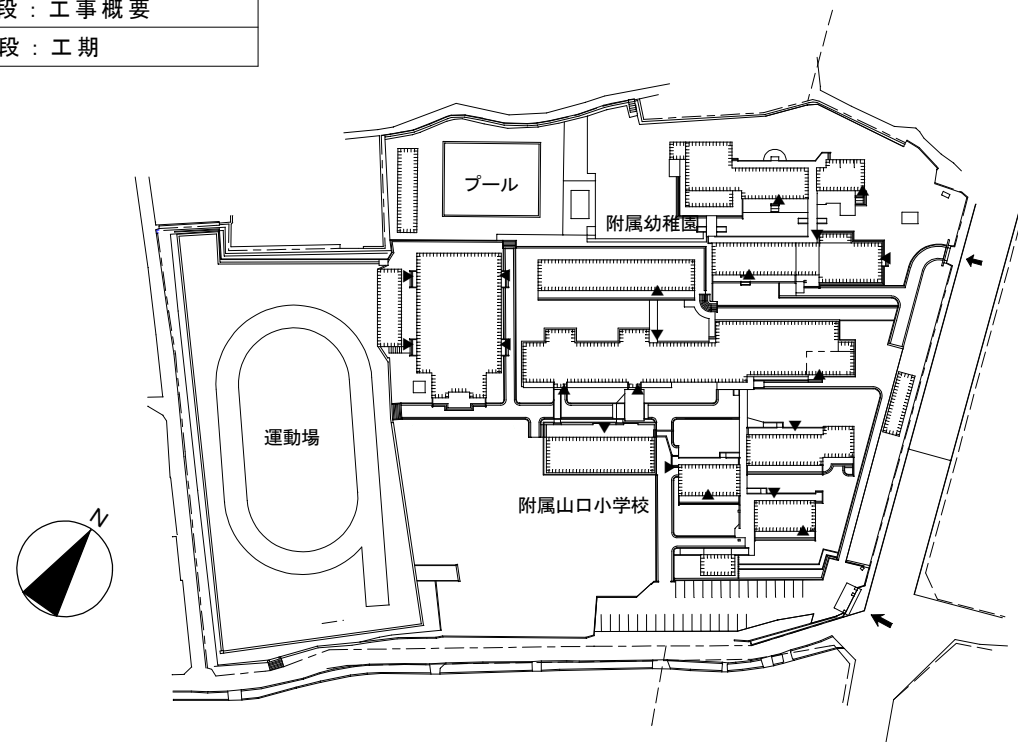 段：工事概要
段：工期
プール
附属幼稚園
運動場
附属山口小学校
N